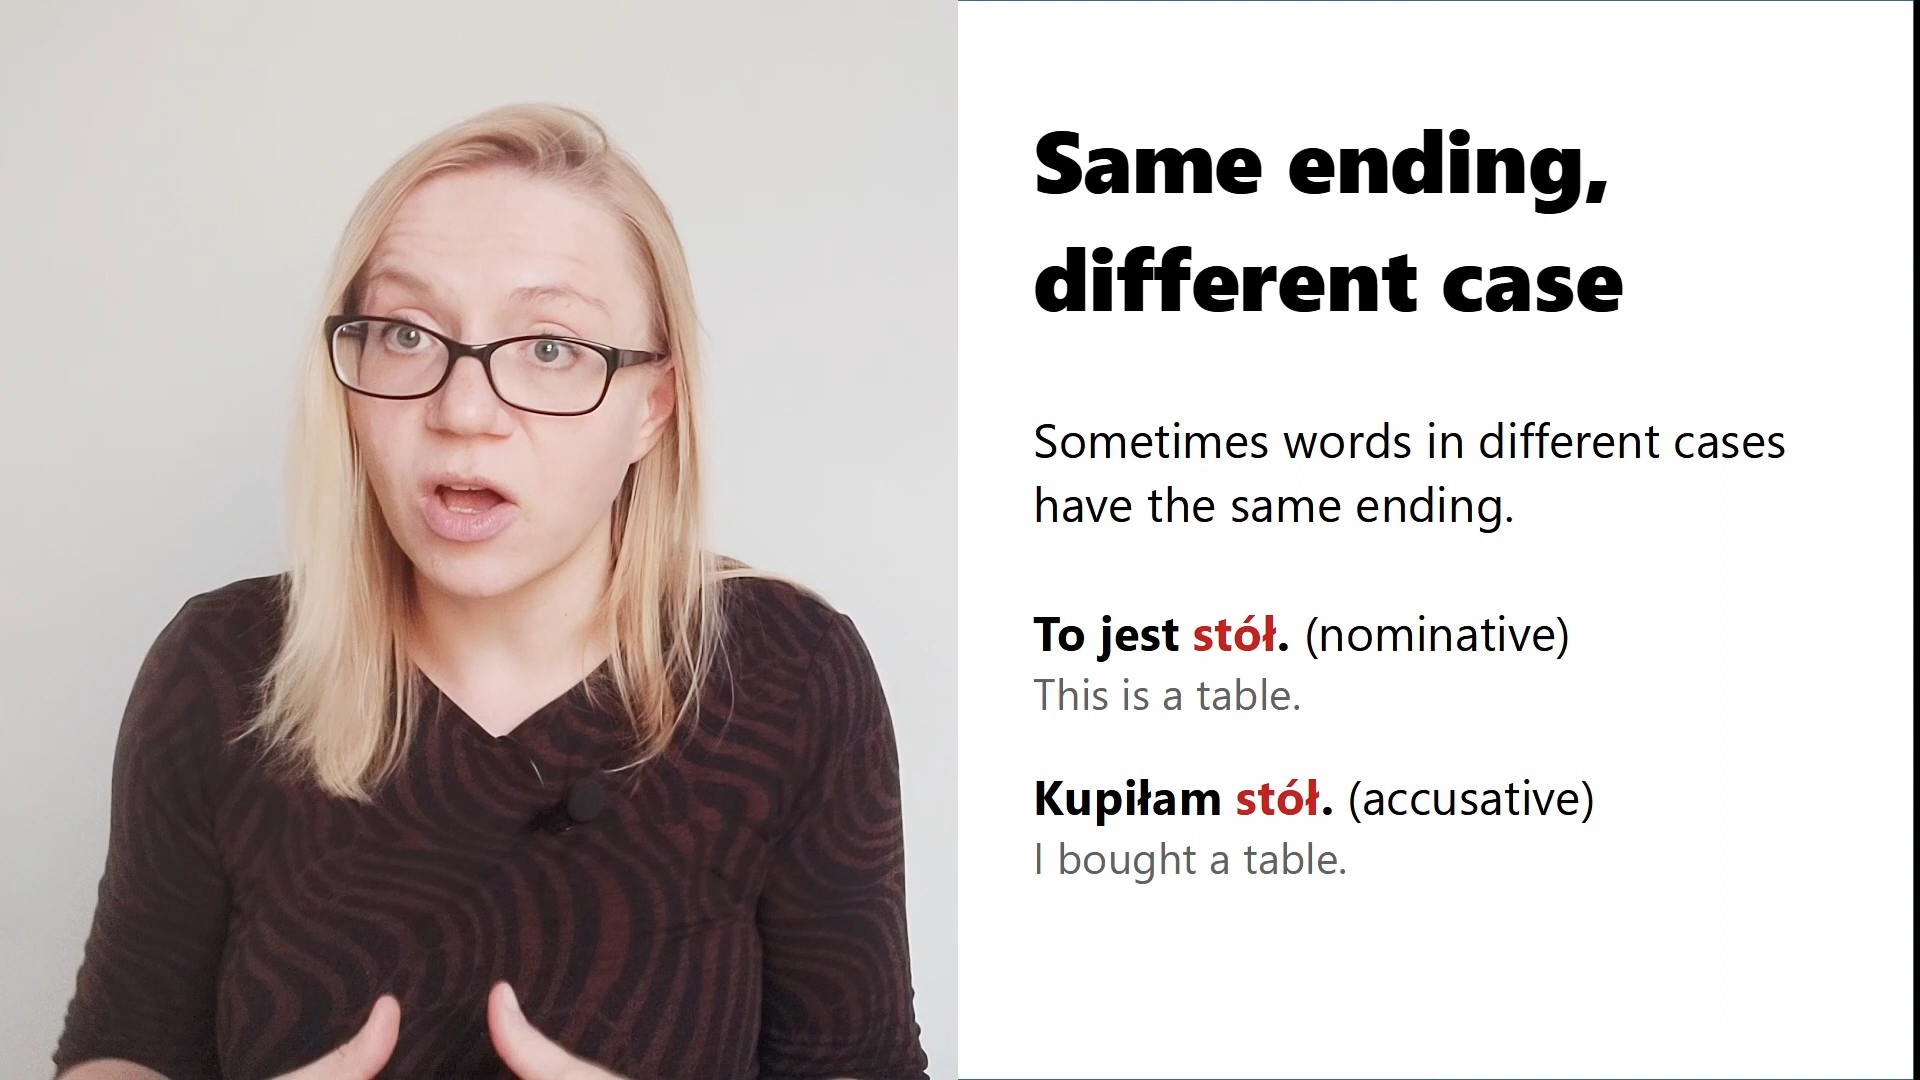 Same ending,
different case
Sometimes words in different cases
have the same ending.
To jest stół. (nominative)
This is a table.
Kupiłam stół. (accusative)
I bought a table.